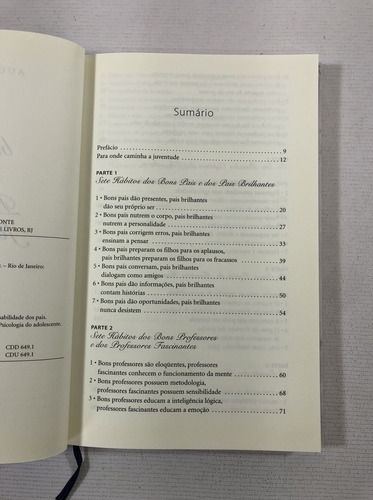 ONTE
E LIVROS, RJ
. – Rio de Janeiro:
abilidade dos pais.
Psicologia do adolescente.
CDD 649.1
CDU 649.1
Sumário
Prefácio 9
Para onde caminha a juventude 12
PARTE 1
Sete Hábitos dos Bons Pais e dos Pais Brilhantes
1 • Bons pais dão presentes, pais brilhantes
dão seu próprio ser 20
2 • Bons pais nutrem o corpo, pais brilhantes
nutrem a personalidade 27
3 • Bons pais corrigem erros, pais brilhantes
ensinam a pensar 33
4 • Bons pais preparam os filhos para os aplausos,
pais brilhantes preparam os filhos para os fracassos 39
5 • Bons pais conversam, pais brilhantes
dialogam como amigos 44
6 • Bons pais dão informações, pais brilhantes
contam histórias 50
7 • Bons pais dão oportunidades, pais brilhantes
nunca desistem 54
PARTE 2
Sete Hábitos dos Bons Professores
e dos Professores Fascinantes
1 • Bons professores são eloqüentes, professores
fascinantes conhecem o funcionamento da mente 60
2 • Bons professores possuem metodologia,
professores fascinantes possuem sensibilidade 68
3 • Bons professores educam a inteligência lógica,
professores fascinantes educam a emoção 71